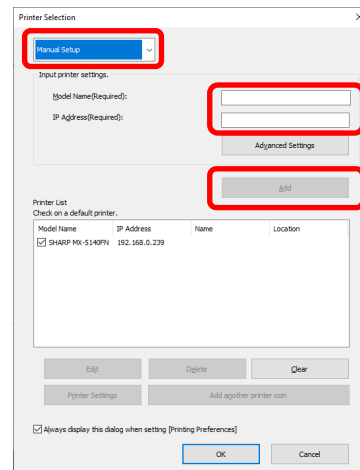 Printer Selection
Manual Setup
Input printer settings.
Model Name(Required):
IP Address(Required):
Advanced Settings
Add
Printer List
Check on a default printer.
Model Name IP Address Name Location
SHARP MX-5140FN 192.168.0.239
Edit Delete Clear
Printer Settings Add another printer icon
Always display this dialog when setting [Printing Preferences]
OK Cancel